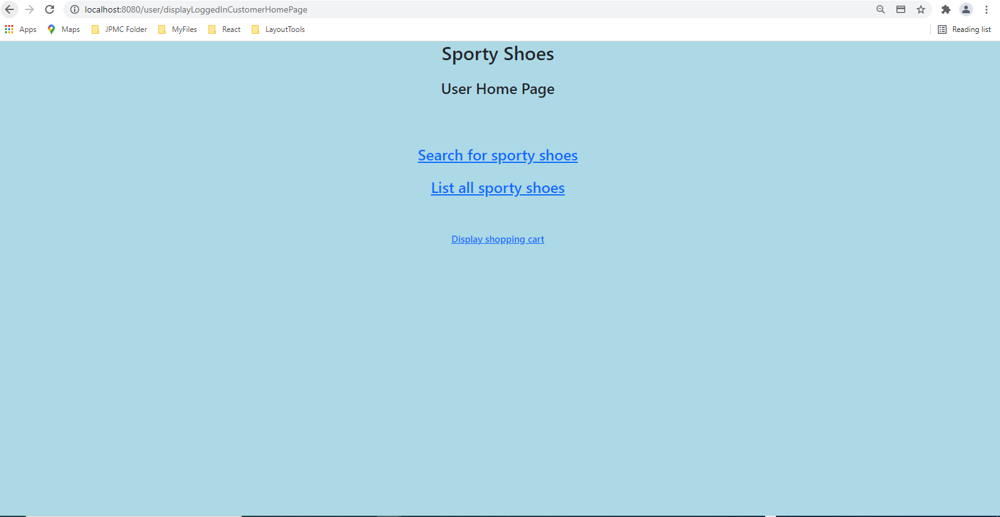 localhost:8080/user/displayLoggedInCustomerHomePage
Apps Maps JPMC Folder MyFiles React LayoutTools Reading list
Sporty Shoes
User Home Page
Search for sporty shoes
List all sporty shoes
Display shopping cart